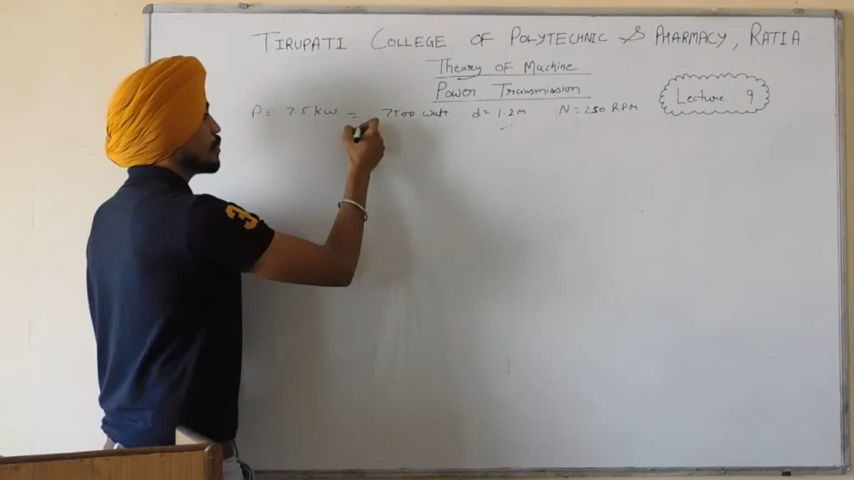 TIRUPATI COLLEGE OF POLYTECHNIC & PHARMACY, RATIA
Theory of Machine
Power Transmission
Lecture 9
P = 7.5 kw = 7500 watt d = 1.2 m N = 250 RPM
3